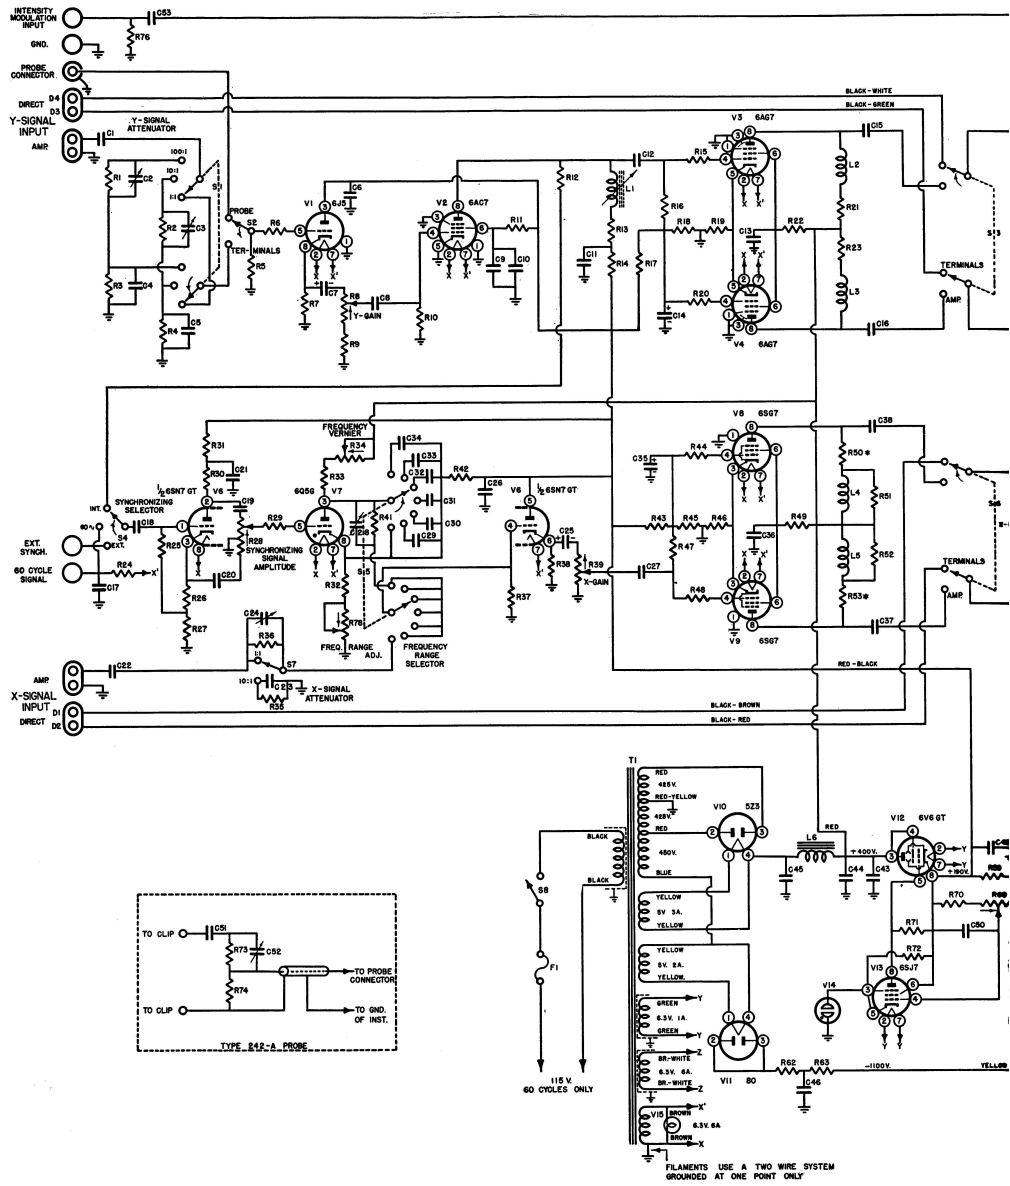 INTENSITY
MODULATION
INPUT
C53
R76
GND.
PROBE
CONNECTOR
DIRECT
D4
D3
Y-SIGNAL
INPUT
AMP.
C1
Y-SIGNAL
ATTENUATOR
BLACK-WHITE
BLACK-GREEN
100:1
10:1
1:1
R1
C2
S1
R2
C3
R3
C4
R4
C5
PROBE
S2
TERMINALS
R5
R6
V1
6J5
C6
R7
C7
R8
Y-GAIN
R9
C8
R10
V2
6AC7
R11
C9
C10
R12
L1
R13
C11
R14
C12
R15
R16
R17
R18
R19
R20
C14
V3
6AG7
C13
R22
V4
6AG7
L2
R21
R23
L3
C15
C16
TERMINALS
AMP.
S3
R31
R30
C21
1/2 6SN7 GT
V6
SYNCHRONIZING
SELECTOR
INT.
60∿
S4
EXT.
C18
C19
R25
R28
R29
C20
R26
R27
SYNCHRONIZING
SIGNAL
AMPLITUDE
EXT.
SYNCH.
60 CYCLE
SIGNAL
R24
X'
C17
FREQUENCY
VERNIER
R34
R33
6Q5G
V7
R41
C28
S5
R32
R78
FREQ. RANGE
ADJ.
FREQUENCY
RANGE
SELECTOR
C34
C33
C32
C31
C30
C29
R42
C26
V6
1/2 6SN7 GT
C25
R37
R38
R39
X-GAIN
C27
C35
R44
R43
R45
R46
R47
R48
V8
6SG7
C36
R49
V9
6SG7
R50*
L4
R51
L5
R52
R53*
C38
C37
S6
TERMINALS
AMP.
C24
R36
1:1
S7
10:1
C23
R35
X-SIGNAL
ATTENUATOR
AMP.
C22
X-SIGNAL
INPUT
DIRECT
D1
D2
RED-BLACK
BLACK-BROWN
BLACK-RED
T1
RED
425V.
RED-YELLOW
425V.
RED
450V.
BLUE
YELLOW
5V 3A.
YELLOW
YELLOW
5V. 2A.
YELLOW.
GREEN
6.3V. 1A.
GREEN
Y
Y
BR.-WHITE
6.3V. 6A.
BR.-WHITE
Z
Z
V15
BROWN
BROWN
6.3V. 6A
X'
X
FILAMENTS USE A TWO WIRE SYSTEM
GROUNDED AT ONE POINT ONLY
BLACK
BLACK
S8
F1
115 V.
60 CYCLES ONLY
V10
5Z3
V11
80
L6
RED
+400V.
C45
C44
C43
V12
6V6 GT
+190V.
R70
R71
R72
C50
V13
6SJ7
V14
R62
R63
C46
-1100V.
YELLOW
TO CLIP
C51
R73
C52
R74
TO CLIP
TO PROBE
CONNECTOR
TO GND.
OF INST.
TYPE 242-A PROBE